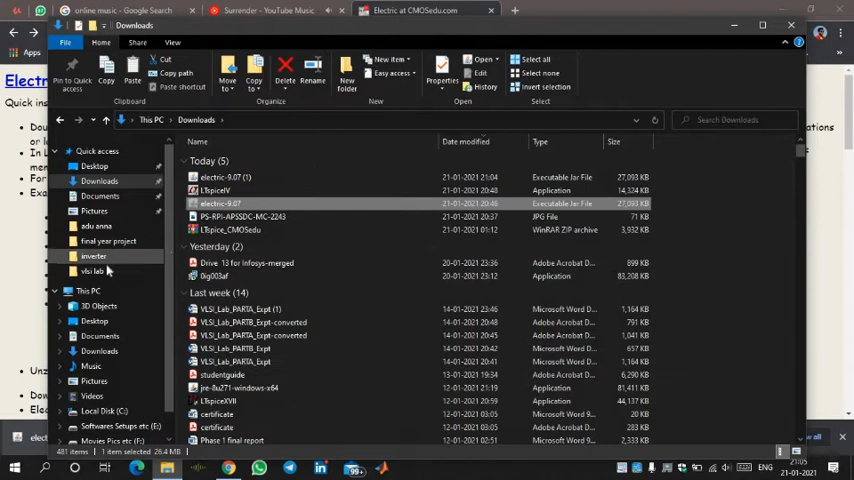 online music - Google Search
Surrender - YouTube Music
Electric at CMOSedu.com
Apps
Downloads
File
Home
Share
View
Pin to Quick access
Copy
Paste
Cut
Copy path
Paste shortcut
Move to
Copy to
Delete
Rename
New folder
New item
Easy access
Properties
Open
Edit
History
Select all
Select none
Invert selection
Clipboard
Organize
New
Open
Select
This PC
Downloads
Search Downloads
Name
Date modified
Type
Size
Quick access
Desktop
Downloads
Documents
Pictures
adu anna
final year project
inverter
vlsi lab
This PC
3D Objects
Desktop
Documents
Downloads
Music
Pictures
Videos
Local Disk (C:)
Softwares Setups etc (E:)
Movies Pics etc (F:)
Today (5)
electric-9.07 (1) 21-01-2021 21:04 Executable Jar File 27,093 KB
LTspiceIV 21-01-2021 20:48 Application 14,324 KB
electric-9.07 21-01-2021 20:46 Executable Jar File 27,093 KB
PS-RPI-APSSDC-MC-2243 21-01-2021 20:37 JPG File 71 KB
LTspice_CMOSedu 21-01-2021 01:12 WinRAR ZIP archive 3,932 KB
Yesterday (2)
Drive 13 for Infosys-merged 20-01-2021 23:36 Adobe Acrobat D... 899 KB
0ig003af 20-01-2021 23:12 Application 83,208 KB
Last week (14)
VLSI_Lab_PARTA_Expt (1) 14-01-2021 23:46 Microsoft Word D... 1,164 KB
VLSI_Lab_PARTB_Expt-converted 14-01-2021 20:48 Adobe Acrobat D... 791 KB
VLSI_Lab_PARTA_Expt-converted 14-01-2021 20:45 Adobe Acrobat D... 1,098 KB
VLSI_Lab_PARTB_Expt 14-01-2021 20:42 Microsoft Word D... 657 KB
VLSI_Lab_PARTA_Expt 14-01-2021 20:41 Microsoft Word D... 1,164 KB
studentguide 13-01-2021 19:34 Adobe Acrobat D... 6,290 KB
jre-8u271-windows-x64 12-01-2021 21:19 Application 81,411 KB
LTspiceXVII 12-01-2021 20:59 Application 44,137 KB
certificate 12-01-2021 03:05 Microsoft Word D... 9 KB
certificate 12-01-2021 03:05 Adobe Acrobat D...
Phase 1 final report 12-01-2021 02:51 Microsoft Word D... 2,333 KB
481 items 1 item selected 26.4 MB
Electr
Quick ins
ations
99+
ENG
21:05
21-01-2021